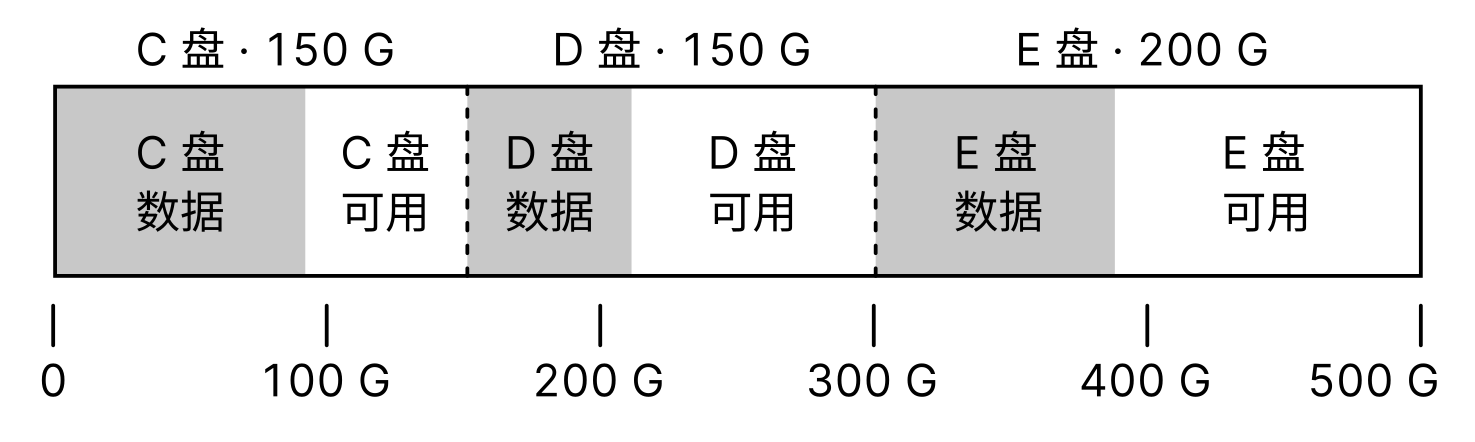 C 盘 · 150 G
D 盘 · 150 G
E 盘 · 200 G
C 盘
数据
C 盘
可用
D 盘
数据
D 盘
可用
E 盘
数据
E 盘
可用
0
100 G
200 G
300 G
400 G
500 G